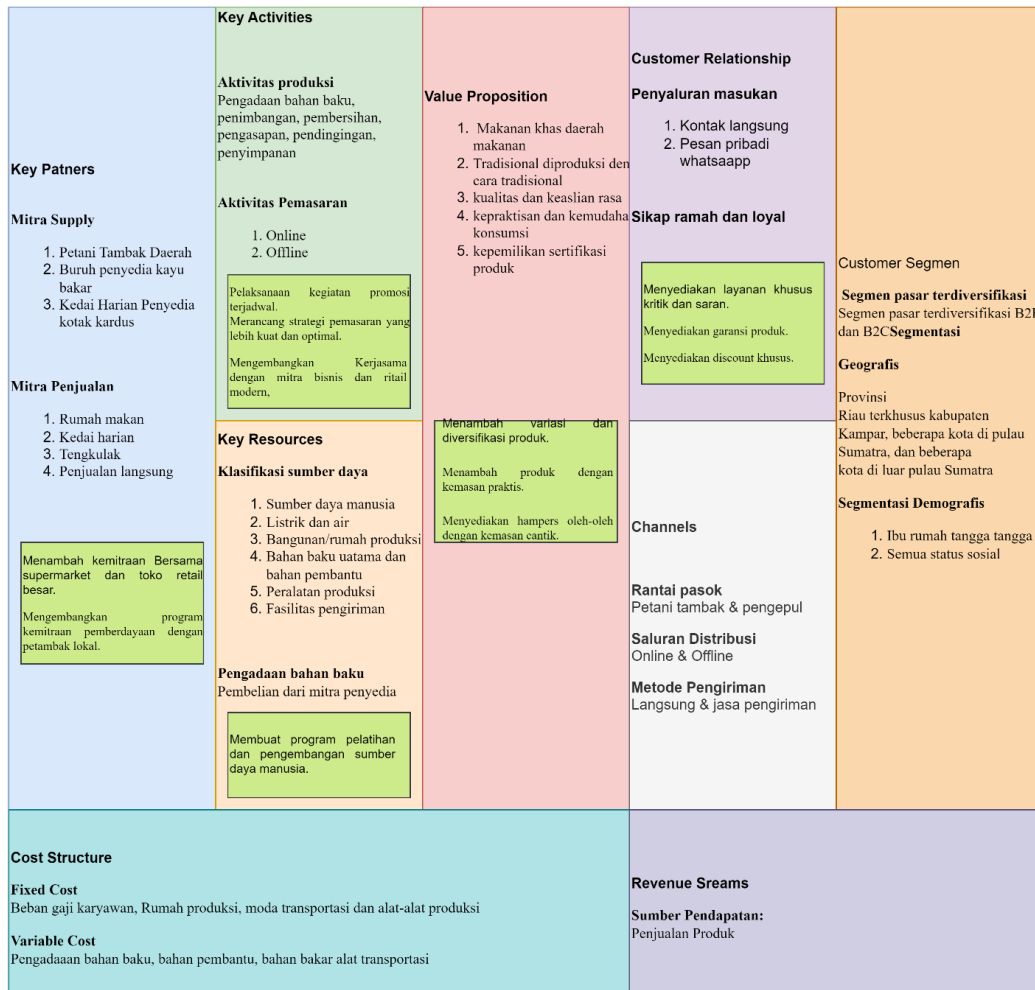 Key Patners
Mitra Supply
1. Petani Tambak Daerah
2. Buruh penyedia kayu
bakar
3. Kedai Harian Penyedia
kotak kardus
Mitra Penjualan
1. Rumah makan
2. Kedai harian
3. Tengkulak
4. Penjualan langsung
Menambah kemitraan Bersama
supermarket dan toko retail
besar.
Mengembangkan program
kemitraan pemberdayaan dengan
petambak lokal.
Key Activities
Aktivitas produksi
Pengadaan bahan baku,
penimbangan, pembersihan,
pengasapan, pendingingan,
penyimpanan
Aktivitas Pemasaran
1. Online
2. Offline
Pelaksanaan kegiatan promosi
terjadwal.
Merancang strategi pemasaran yang
lebih kuat dan optimal.
Mengembangkan Kerjasama
dengan mitra bisnis dan ritail
modern,
Key Resources
Klasifikasi sumber daya
1. Sumber daya manusia
2. Listrik dan air
3. Bangunan/rumah produksi
4. Bahan baku uatama dan
bahan pembantu
5. Peralatan produksi
6. Fasilitas pengiriman
Pengadaan bahan baku
Pembelian dari mitra penyedia
Membuat program pelatihan
dan pengembangan sumber
daya manusia.
Value Proposition
1. Makanan khas daerah
makanan
2. Tradisional diproduksi den
cara tradisional
3. kualitas dan keaslian rasa
4. kepraktisan dan kemudaha
konsumsi
5. kepemilikan sertifikasi
produk
Menambah variasi dan
diversifikasi produk.
Menambah produk dengan
kemasan praktis.
Menyediakan hampers oleh-oleh
dengan kemasan cantik.
Customer Relationship
Penyaluran masukan
1. Kontak langsung
2. Pesan pribadi
whatsaapp
Sikap ramah dan loyal
Menyediakan layanan khusus
kritik dan saran.
Menyediakan garansi produk.
Menyediakan discount khusus.
Channels
Rantai pasok
Petani tambak & pengepul
Saluran Distribusi
Online & Offline
Metode Pengiriman
Langsung & jasa pengiriman
Customer Segmen
Segmen pasar terdiversifikasi
Segmen pasar terdiversifikasi
dan B2CSegmentasi
Geografis
Provinsi
Riau terkhusus kabupaten
Kampar, beberapa kota di pulau
Sumatra, dan beberapa
kota di luar pulau Sumatra
Segmentasi Demografis
1. Ibu rumah tangga tangga
2. Semua status sosial
Cost Structure
Fixed Cost
Beban gaji karyawan, Rumah produksi, moda transportasi dan alat-alat produksi
Variable Cost
Pengadaaan bahan baku, bahan pembantu, bahan bakar alat transportasi
Revenue Sreams
Sumber Pendapatan:
Penjualan Produk